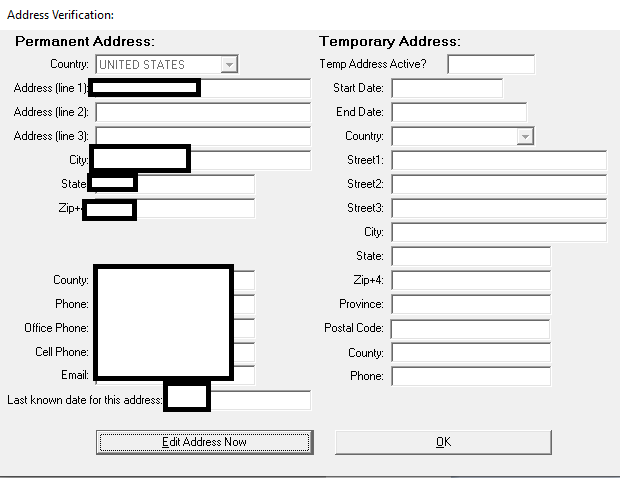 Address Verification:
Permanent Address:
Country: UNITED STATES
Address (line 1):
Address (line 2):
Address (line 3):
City:
State
Zip+4
County:
Phone:
Office Phone:
Cell Phone:
Email:
Last known date for this address:
Edit Address Now
Temporary Address:
Temp Address Active?
Start Date:
End Date:
Country:
Street1:
Street2:
Street3:
City:
State:
Zip+4:
Province:
Postal Code:
County:
Phone:
OK